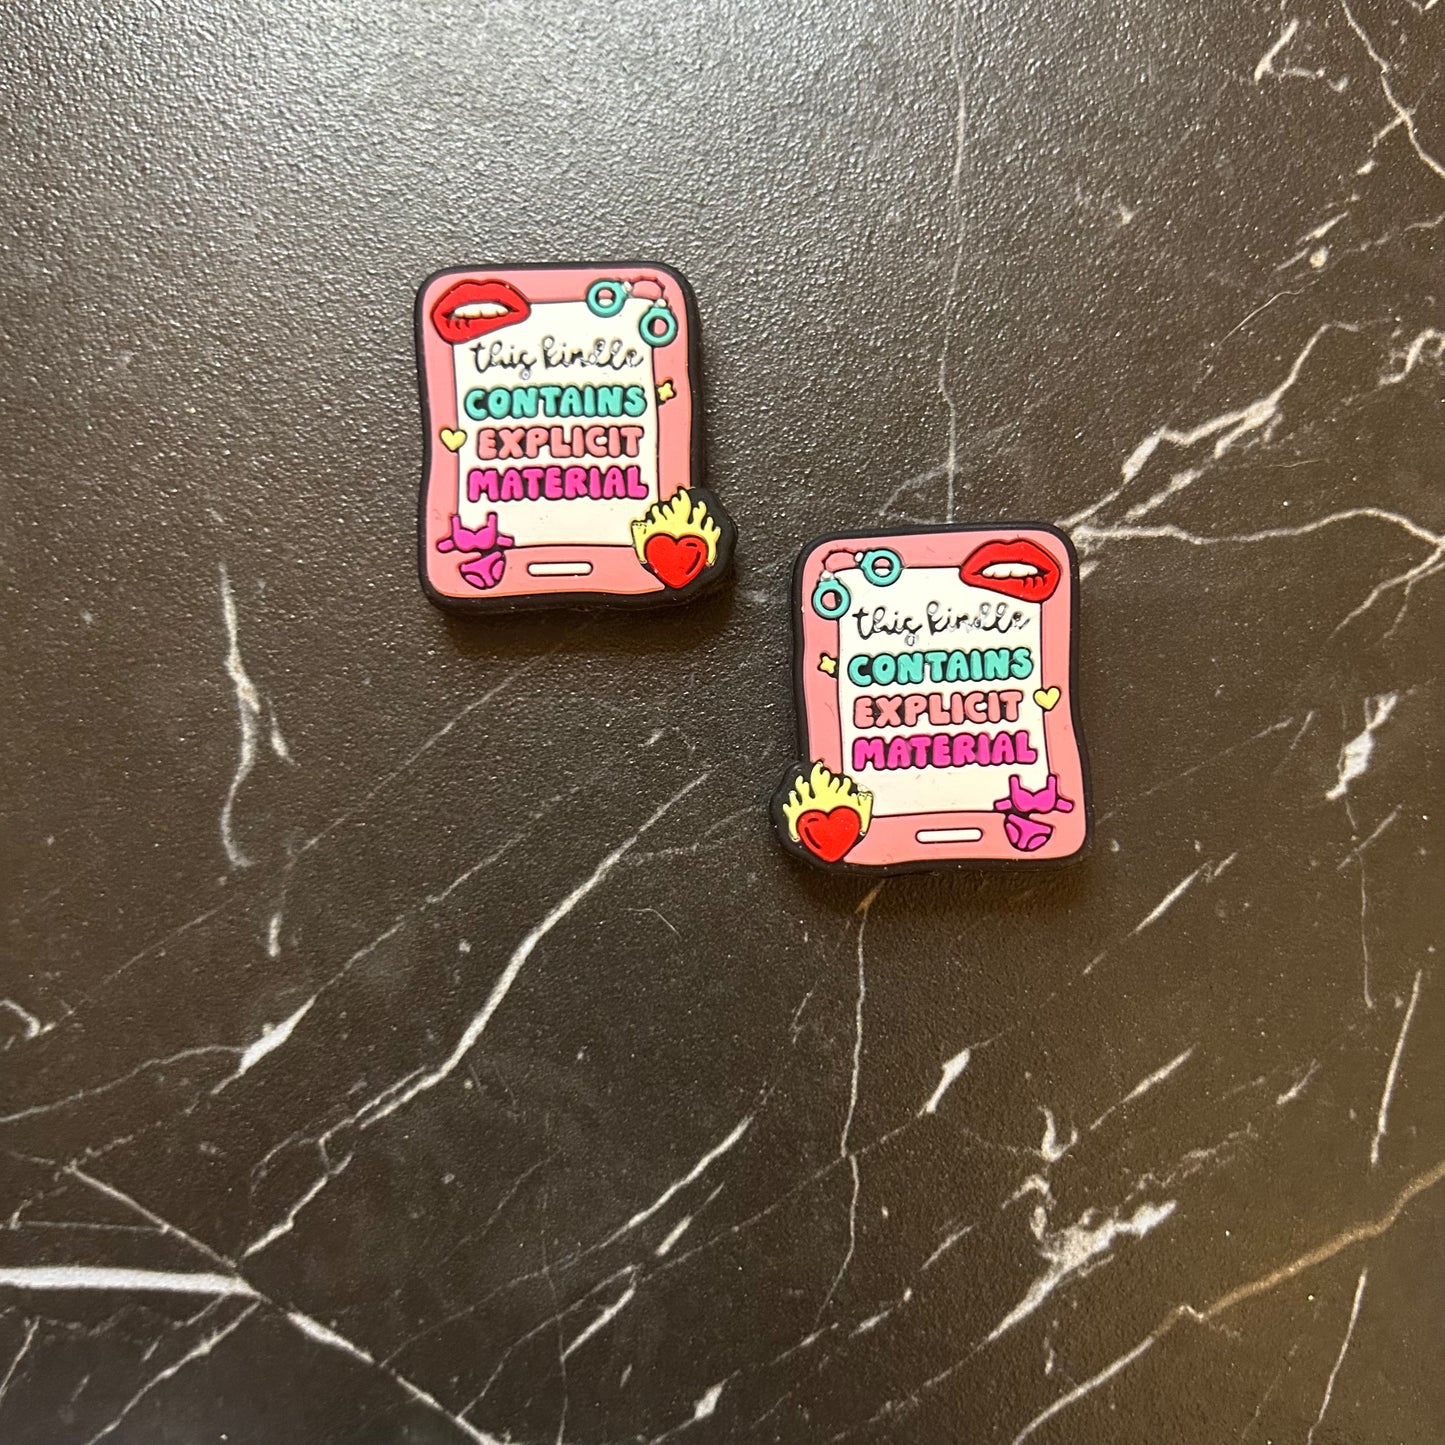 this kindle
CONTAINS
EXPLICIT
MATERIAL
this kindle
CONTAINS
EXPLICIT
MATERIAL